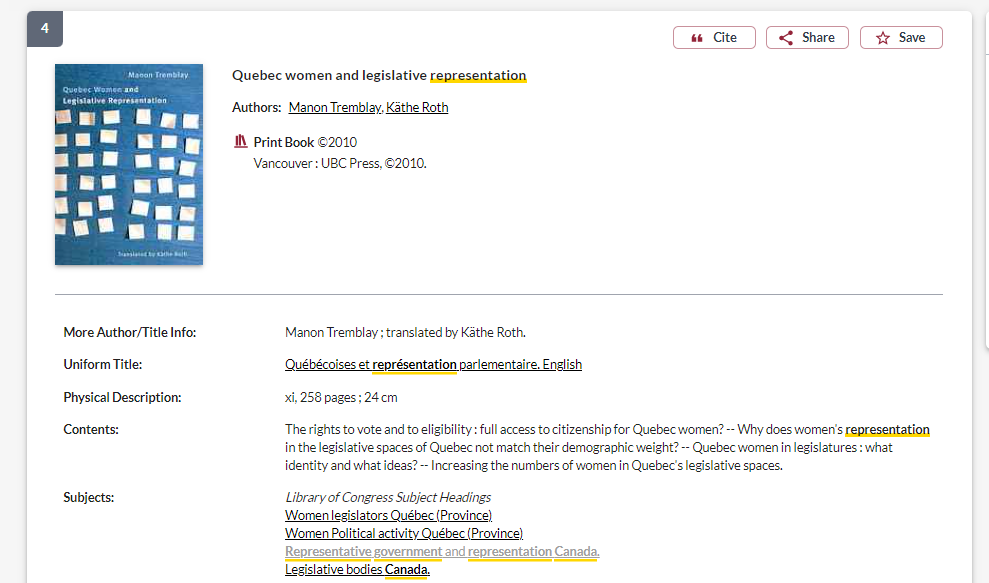 4
Cite
Share
Save
Manon Tremblay
Quebec Women and
Legislative Representation
Translated by Käthe Roth
Quebec women and legislative representation
Authors: Manon Tremblay, Käthe Roth
Print Book ©2010
Vancouver : UBC Press, ©2010.
More Author/Title Info: Manon Tremblay ; translated by Käthe Roth.
Uniform Title: Québécoises et représentation parlementaire. English
Physical Description: xi, 258 pages ; 24 cm
Contents: The rights to vote and to eligibility : full access to citizenship for Quebec women? -- Why does women's representation
in the legislative spaces of Quebec not match their demographic weight? -- Quebec women in legislatures : what
identity and what ideas? -- Increasing the numbers of women in Quebec's legislative spaces.
Subjects: Library of Congress Subject Headings
Women legislators Québec (Province)
Women Political activity Québec (Province)
Representative government and representation Canada.
Legislative bodies Canada.